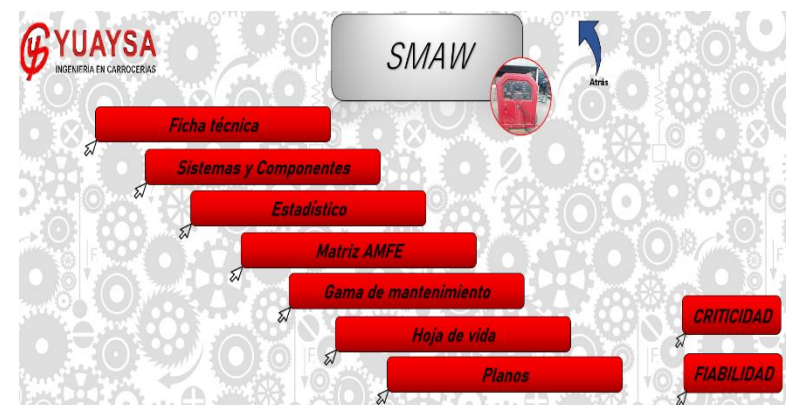 YUAYSA
INGENIERÍA EN CARROCERÍAS
SMAW
Atrás
Ficha técnica
Sistemas y Componentes
Estadístico
Matriz AMFE
Gama de mantenimiento
Hoja de vida
Planos
CRITICIDAD
FIABILIDAD